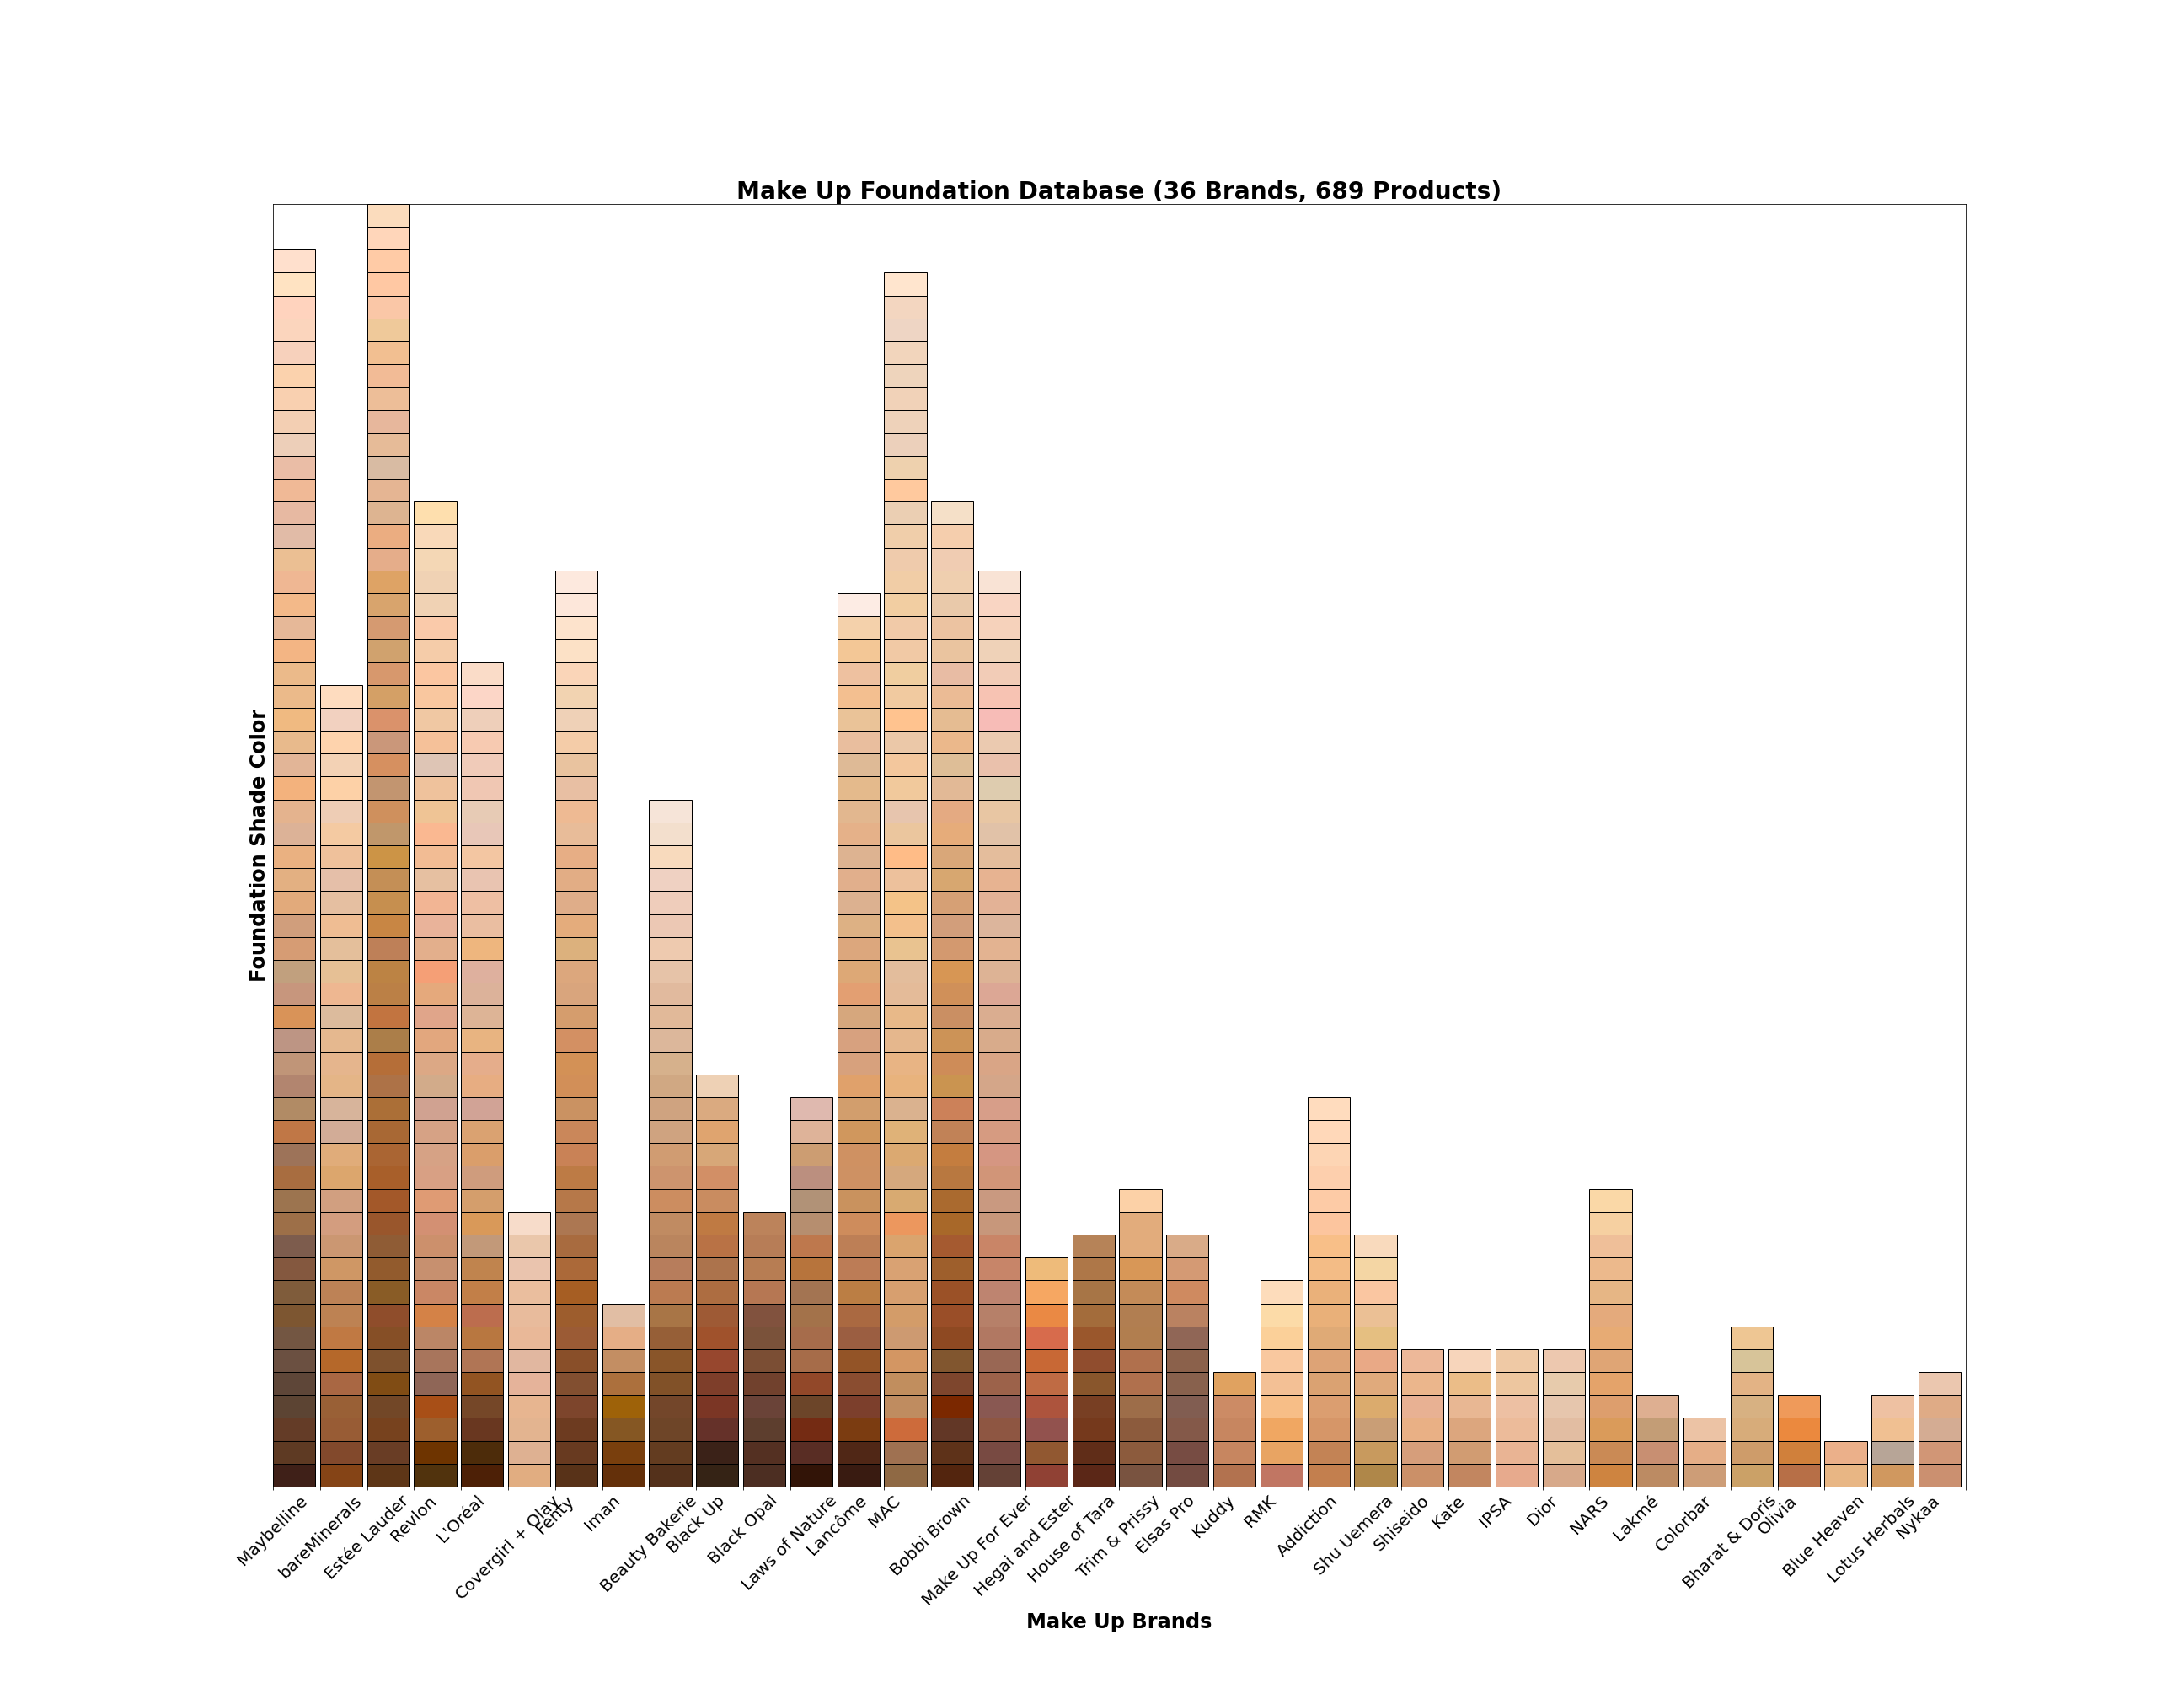 Make Up Foundation Database (36 Brands, 689 Products)
Foundation Shade Color
Maybelline
bareMinerals
Estée Lauder
Revlon
L'Oréal
Covergirl + Olay
Fenty
Iman
Beauty Bakerie
Black Up
Black Opal
Laws of Nature
Lancôme
MAC
Bobbi Brown
Make Up For Ever
Hegai and Ester
House of Tara
Trim & Prissy
Elsas Pro
Kuddy
RMK
Addiction
Shu Uemera
Shiseido
Kate
IPSA
Dior
NARS
Lakmé
Colorbar
Bharat & Doris
Olivia
Blue Heaven
Lotus Herbals
Nykaa
Make Up Brands